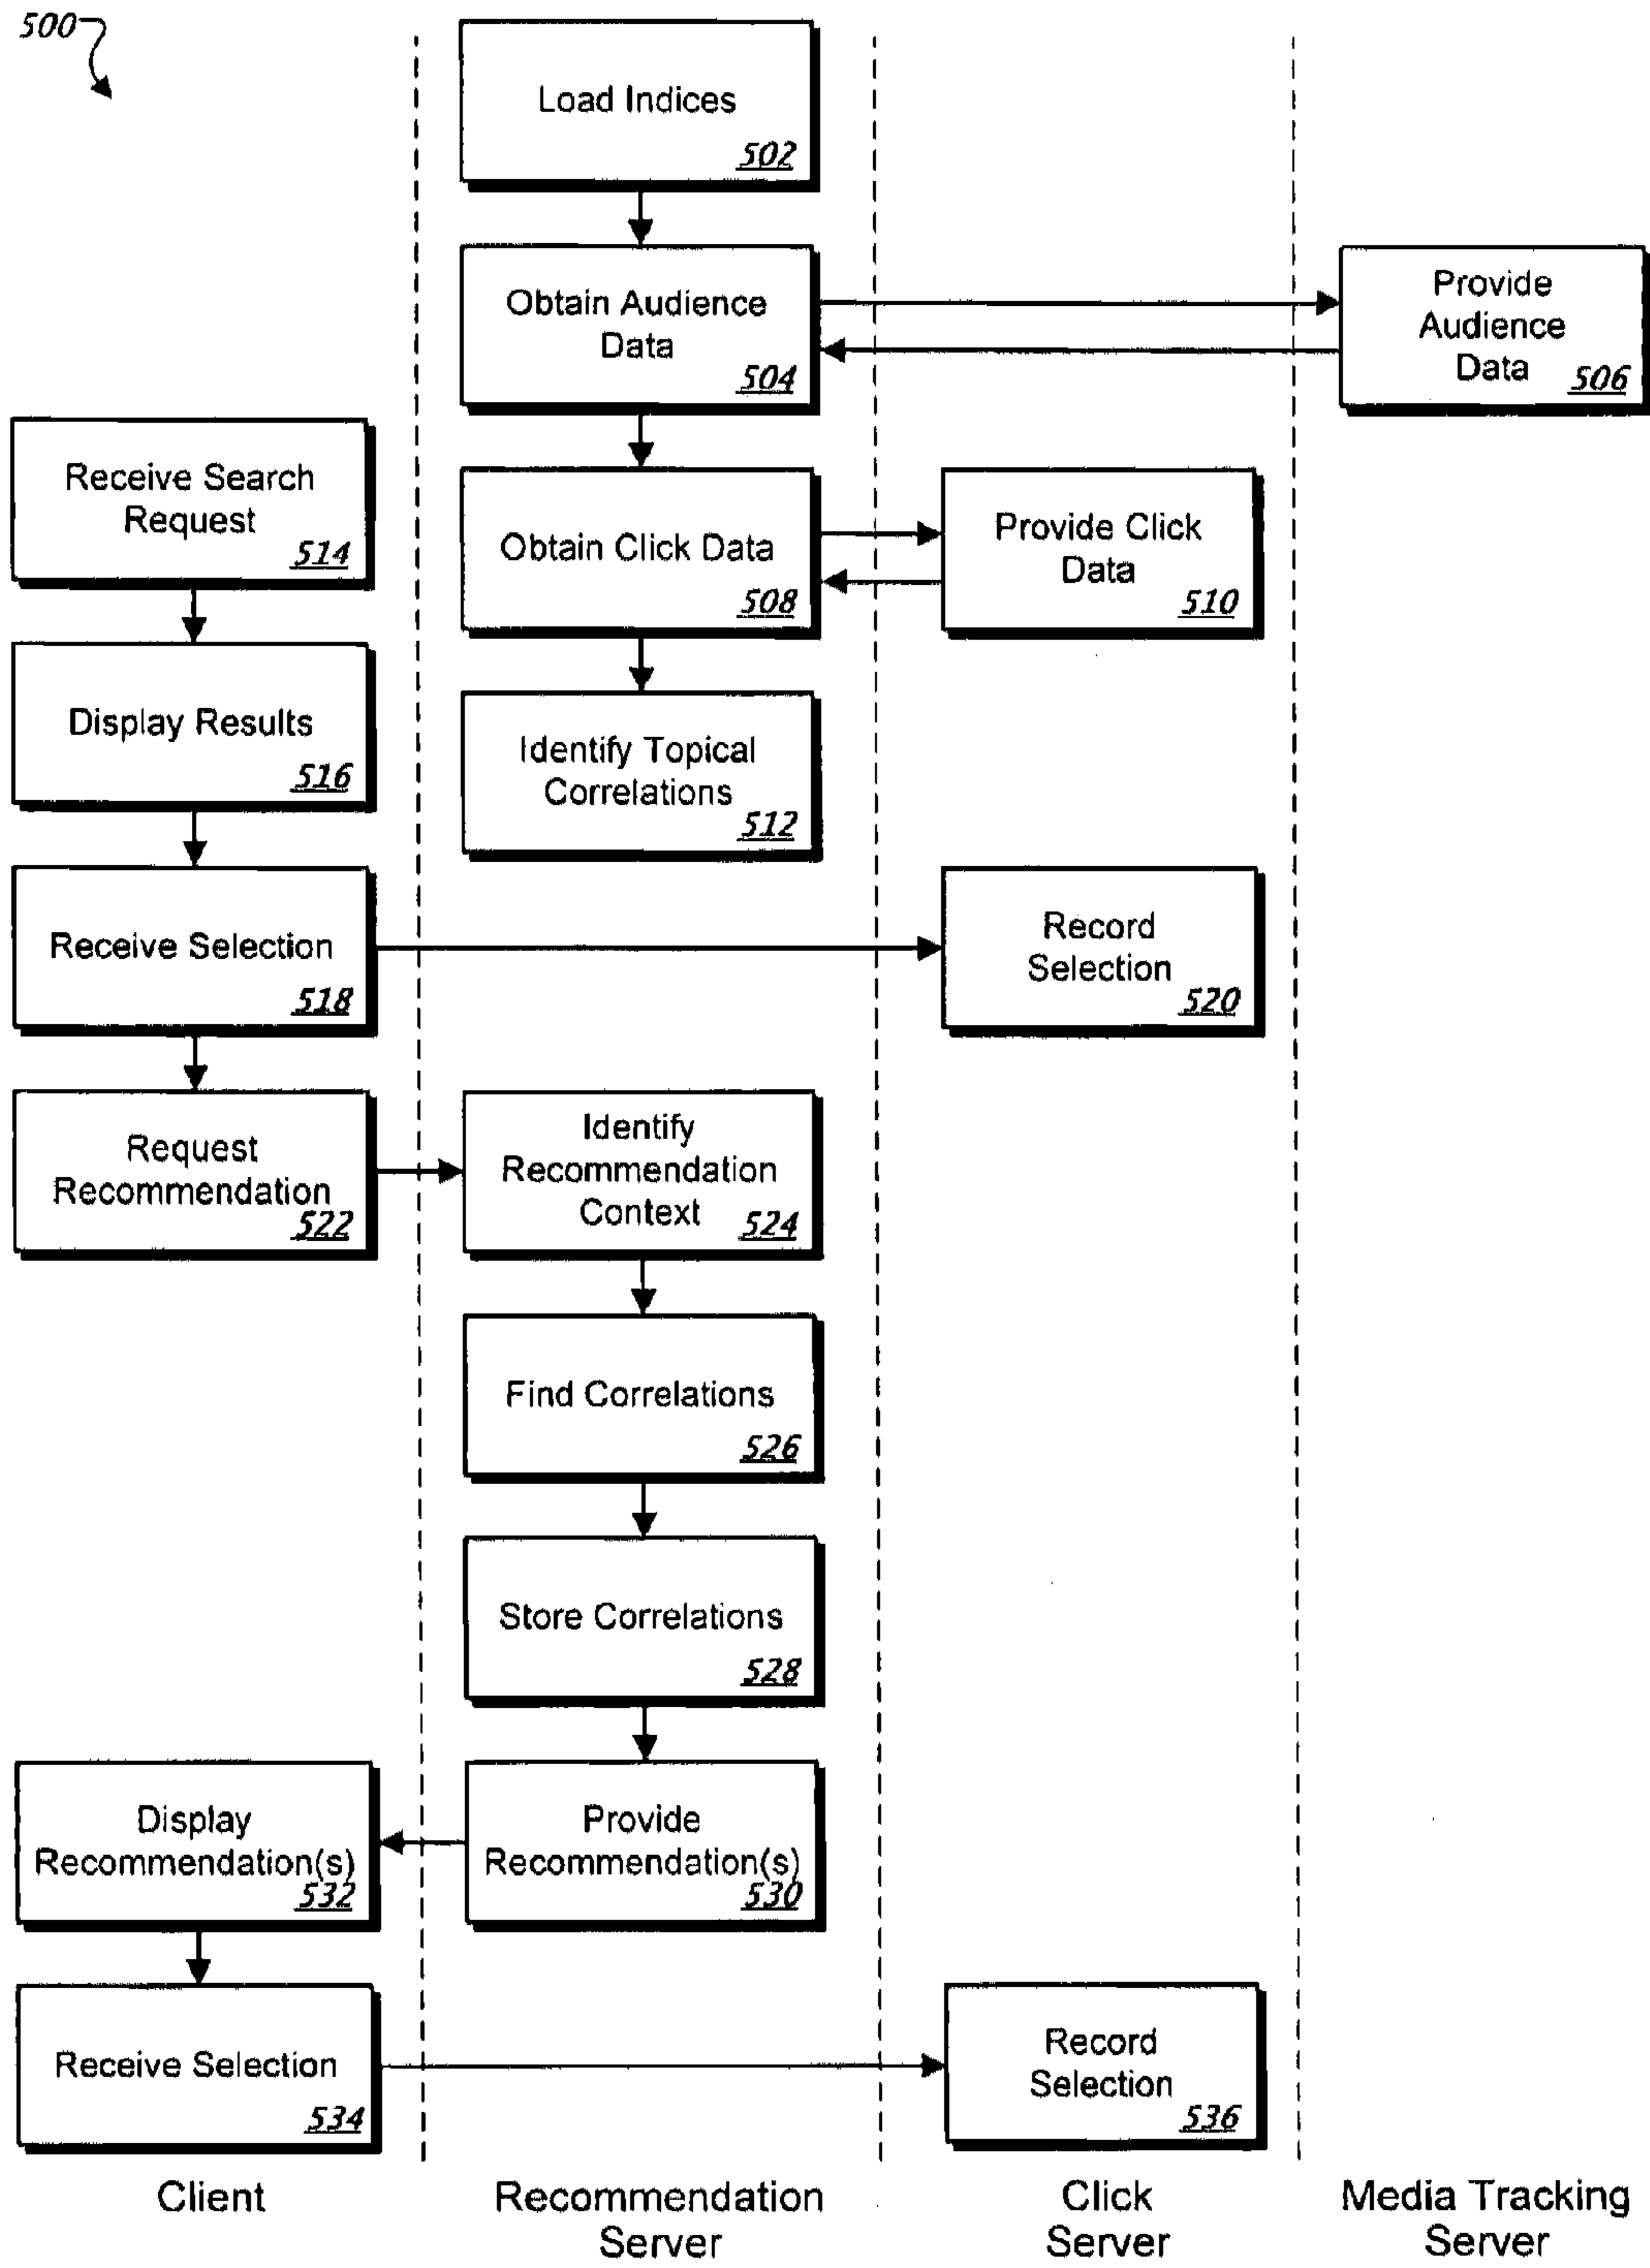 500
Load Indices
502
Obtain Audience
Data
504
Provide
Audience
Data
506
Receive Search
Request
514
Obtain Click Data
508
Provide Click
Data
510
Display Results
516
Identify Topical
Correlations
512
Receive Selection
518
Record
Selection
520
Request
Recommendation
522
Identify
Recommendation
Context
524
Find Correlations
526
Store Correlations
528
Display
Recommendation(s)
532
Provide
Recommendation(s)
530
Receive Selection
534
Record
Selection
536
Client
Recommendation
Server
Click
Server
Media Tracking
Server